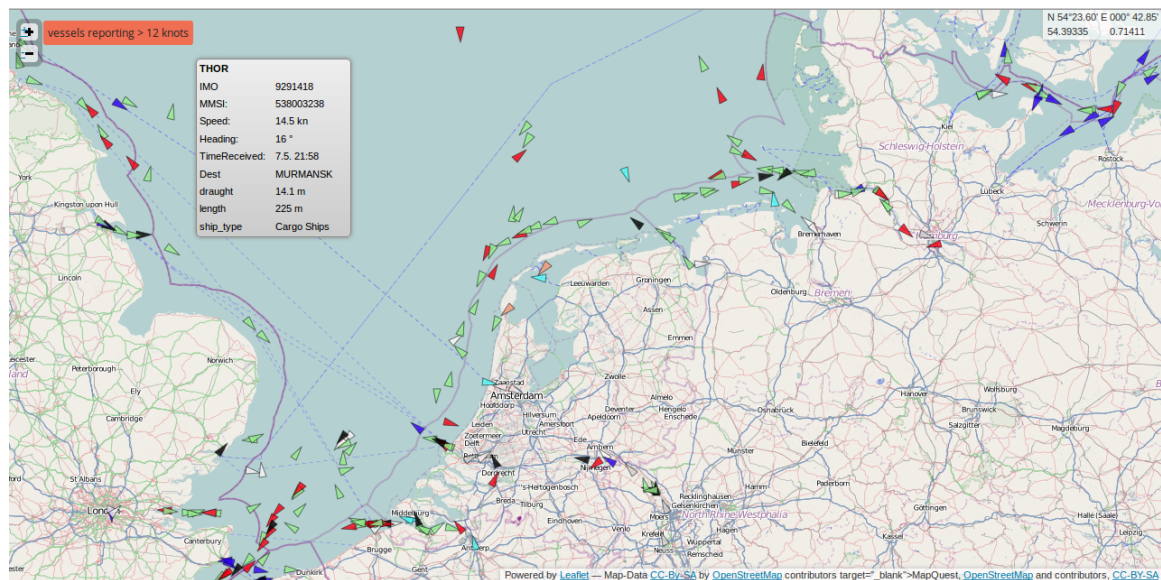 N 54°23.60' E 000° 42.85'
54.39335 0.71411
+
vessels reporting > 12 knots
−
THOR
IMO 9291418
MMSI: 538003238
Speed: 14.5 kn
Heading: 16 °
TimeReceived: 7.5. 21:58
Dest MURMANSK
draught 14.1 m
length 225 m
ship_type Cargo Ships
Kiel
Schleswig-Holstein
Rostock
York
Lübeck
Kingston upon Hull
Mecklenburg-Vo
Schwerin
Bremerhaven
Lincoln
Groningen
Leeuwarden
Oldenburg
Bremen
Assen
Emmen
Norwich
Peterborough
Zwolle
Zaanstad
Amsterdam
Hoofddorp
Almelo
Hengelo
Enschede
Osnabrück
Hanover
Wolfsburg
Brunswick
Salzgitter
Magdeburg
Ely
Cambridge
Hilversum
Amersfoort
Apeldoorn
Deventer
Leiden
Utrecht
Zoetermeer
Delft
Ede
Arnhem
Nijmegen
Bielefeld
Munster
Dordrecht
's-Hertogenbosch
Hamm
Paderborn
St Albans
Breda
Tilburg
Recklinghausen
Gelsenkirchen
Göttingen
Halle (Saale)
Middelburg
Eindhoven
Moers
North Rhine-Westphalia
Venlo
Krefeld
Hagen
Wuppertal
Kassel
Leipzig
Canterbury
Brugge
Antwerp
Neuss
Remscheid
Dunkirk
Gent
Powered by Leaflet — Map-Data CC-BY-SA by OpenStreetMap contributors target="_blank">MapQuest, OpenStreetMap and contributors, CC-BY-SA